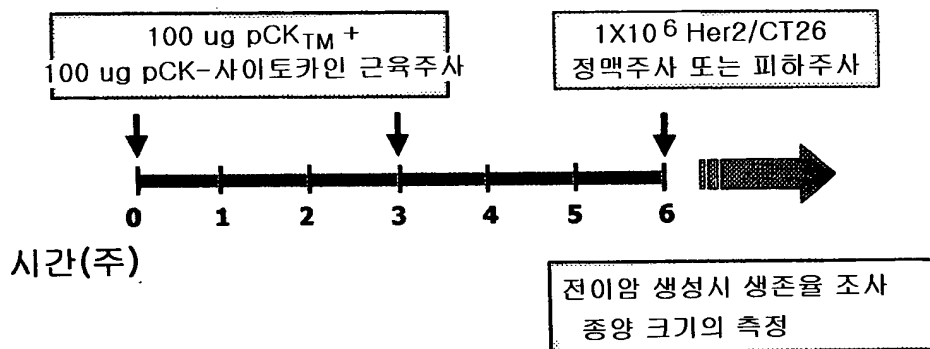 100 ug pCKTM +
100 ug pCK-사이토카인 근육주사
1X10 6 Her2/CT26
정맥주사 또는 피하주사
0 1 2 3 4 5 6
시간(주)
전이암 생성시 생존율 조사
종양 크기의 측정